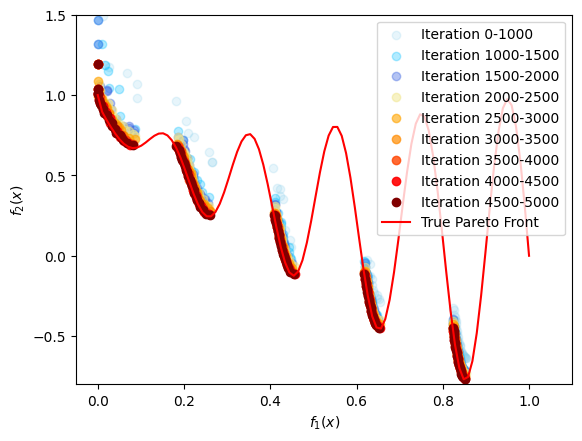 1.5
1.0
0.5
0.0
−0.5
f₂(x)
Iteration 0-1000
Iteration 1000-1500
Iteration 1500-2000
Iteration 2000-2500
Iteration 2500-3000
Iteration 3000-3500
Iteration 3500-4000
Iteration 4000-4500
Iteration 4500-5000
True Pareto Front
0.0 0.2 0.4 0.6 0.8 1.0
f₁(x)